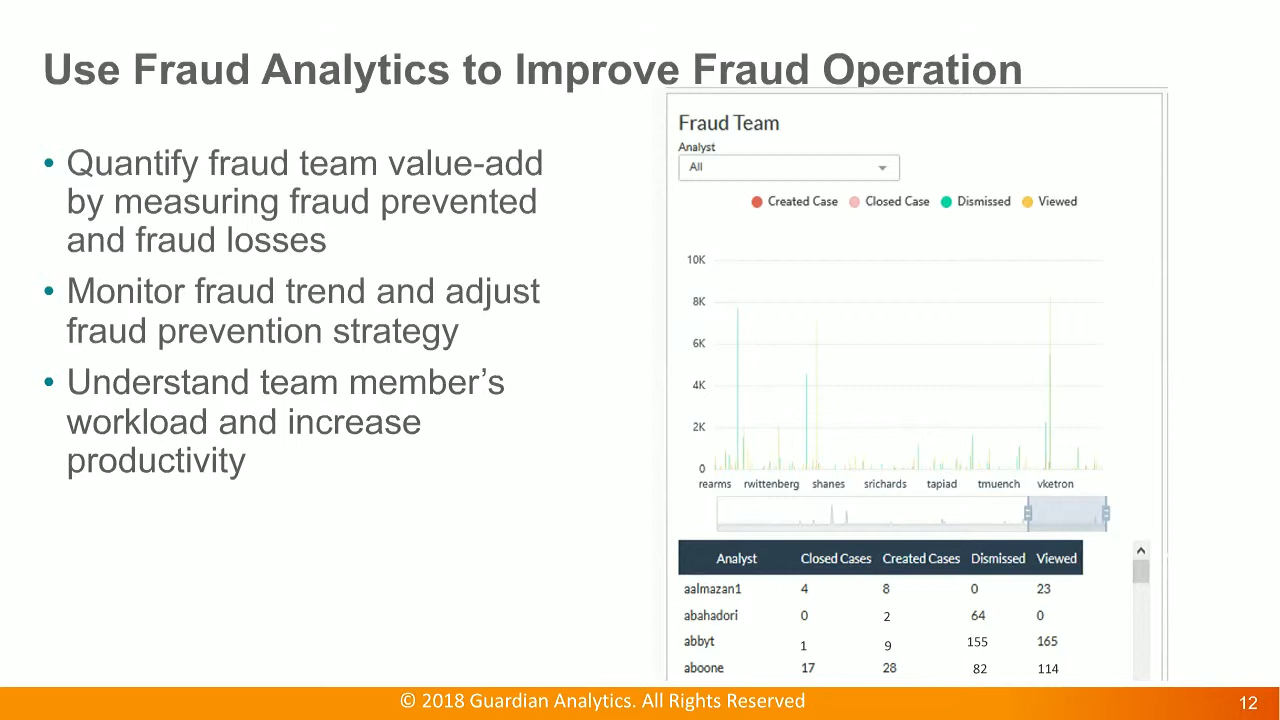 Use Fraud Analytics to Improve Fraud Operation
• Quantify fraud team value-add
by measuring fraud prevented
and fraud losses
• Monitor fraud trend and adjust
fraud prevention strategy
• Understand team member’s
workload and increase
productivity
Fraud Team
Analyst
All
Created Case Closed Case Dismissed Viewed
10K
8K
6K
4K
2K
0
rearms rwittenberg shanes srichards tapiad tmuench vketron
Analyst Closed Cases Created Cases Dismissed Viewed
aalmazan1 4 8 0 23
abahadori 0 2 64 0
abbyt 1 9 155 165
aboone 17 28 82 114
© 2018 Guardian Analytics. All Rights Reserved
12